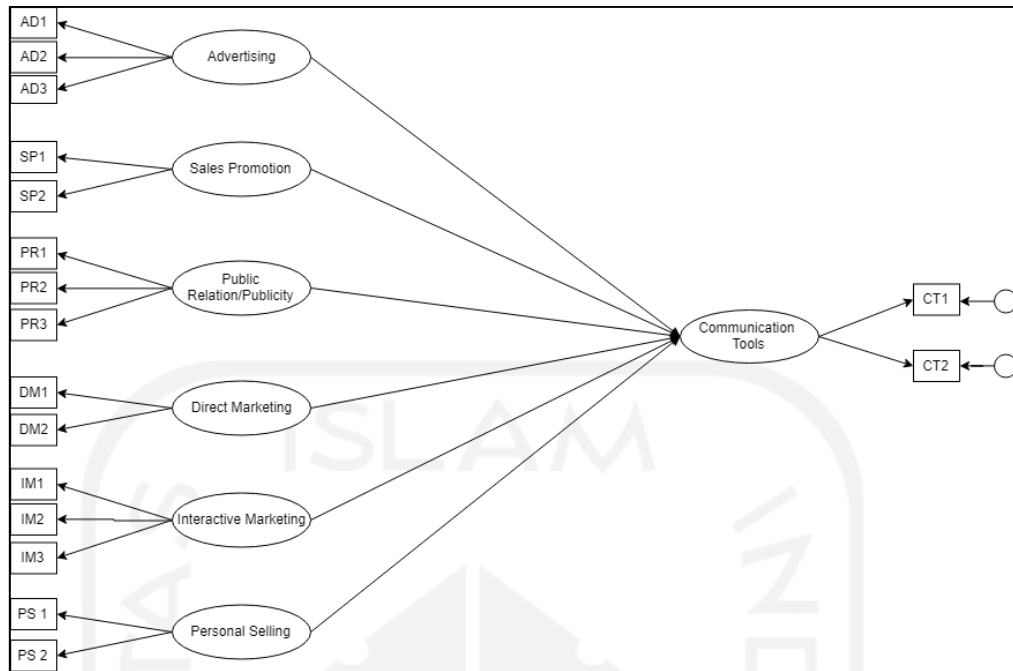 AD1
AD2
AD3
Advertising
SP1
SP2
Sales Promotion
PR1
PR2
PR3
Public
Relation/Publicity
DM1
DM2
Direct Marketing
IM1
IM2
IM3
Interactive Marketing
PS 1
PS 2
Personal Selling
Communication
Tools
CT1
CT2
ISLAM